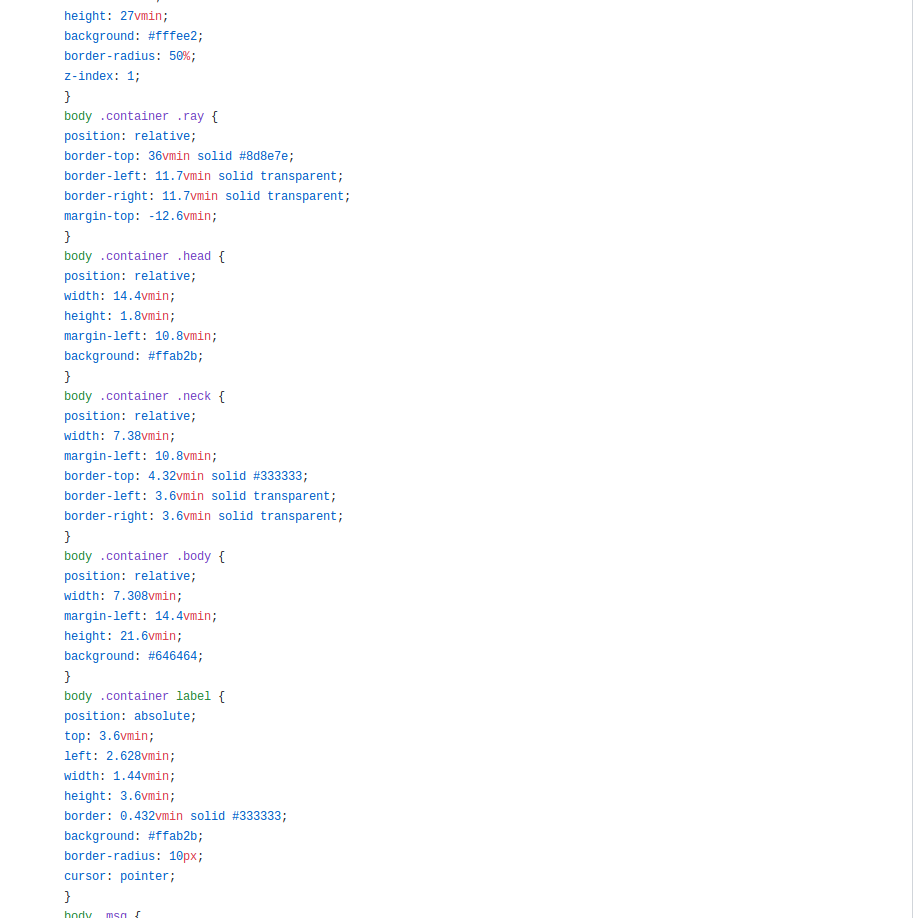 height: 27vmin;
background: #fffee2;
border-radius: 50%;
z-index: 1;
}
body .container .ray {
position: relative;
border-top: 36vmin solid #8d8e7e;
border-left: 11.7vmin solid transparent;
border-right: 11.7vmin solid transparent;
margin-top: -12.6vmin;
}
body .container .head {
position: relative;
width: 14.4vmin;
height: 1.8vmin;
margin-left: 10.8vmin;
background: #ffab2b;
}
body .container .neck {
position: relative;
width: 7.38vmin;
margin-left: 10.8vmin;
border-top: 4.32vmin solid #333333;
border-left: 3.6vmin solid transparent;
border-right: 3.6vmin solid transparent;
}
body .container .body {
position: relative;
width: 7.308vmin;
margin-left: 14.4vmin;
height: 21.6vmin;
background: #646464;
}
body .container label {
position: absolute;
top: 3.6vmin;
left: 2.628vmin;
width: 1.44vmin;
height: 3.6vmin;
border: 0.432vmin solid #333333;
background: #ffab2b;
border-radius: 10px;
cursor: pointer;
}
body .msg {